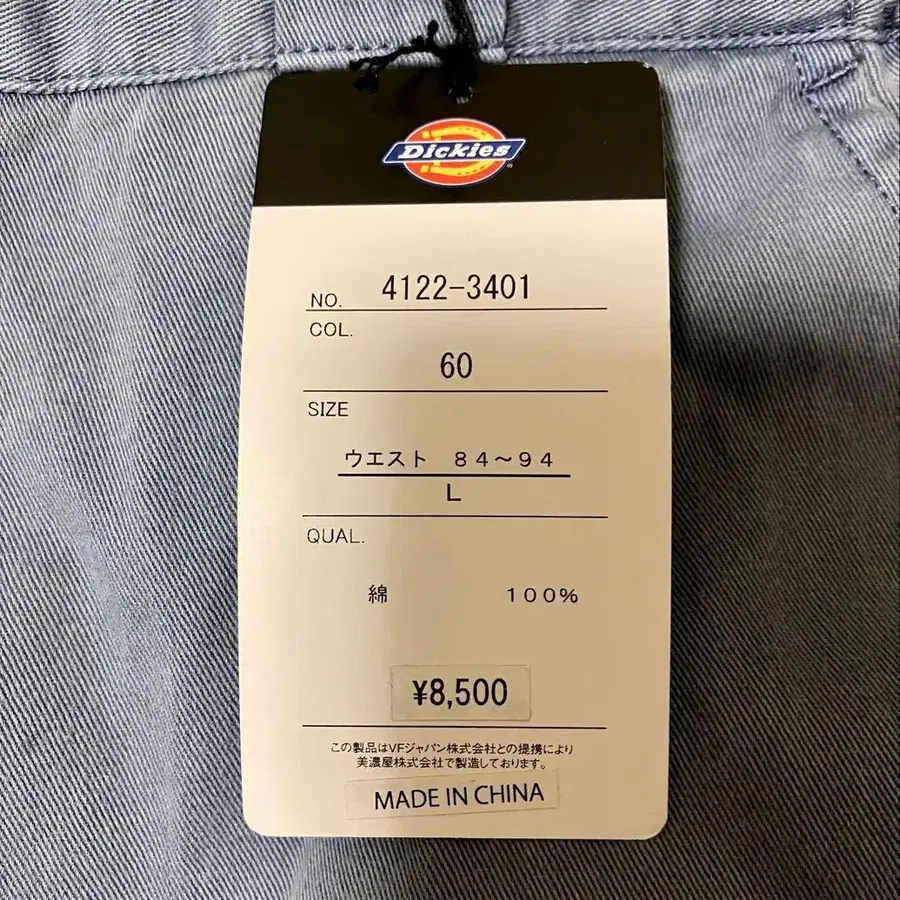 Dickies
NO. 4122-3401
COL.
60
SIZE
ウエスト 84〜94
L
QUAL.
綿 100%
¥8,500
この製品はVFジャパン株式会社との提携により
美濃屋株式会社で製造しております。
MADE IN CHINA